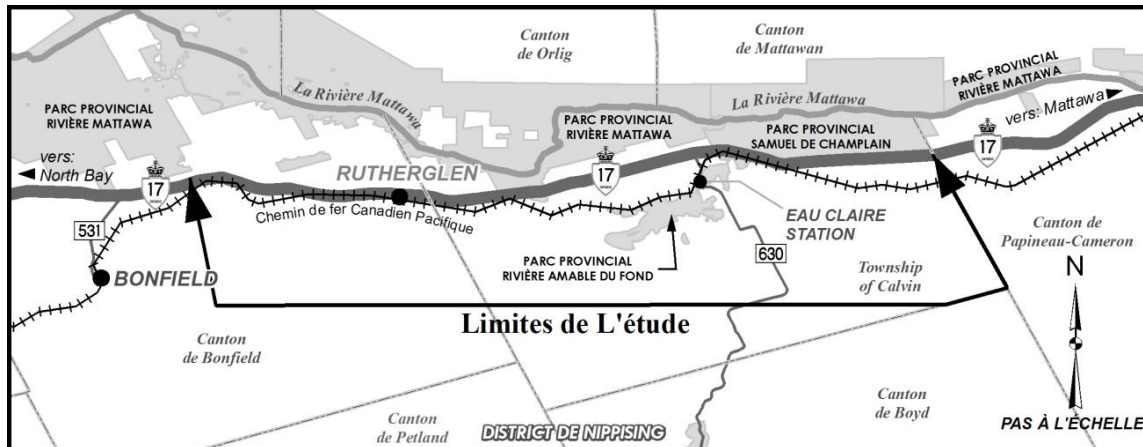 Canton
de Orlig
Canton
de Mattawan
PARC PROVINCIAL
RIVIÈRE MATTAWA
La Rivière Mattawa
PARC PROVINCIAL
RIVIÈRE MATTAWA
La Rivière Mattawa
PARC PROVINCIAL
RIVIÈRE MATTAWA
vers: Mattawa
PARC PROVINCIAL
SAMUEL DE CHAMPLAIN
vers:
North Bay
17
RUTHERGLEN
17
17
Chemin de fer Canadien Pacifique
531
BONFIELD
EAU CLAIRE
STATION
PARC PROVINCIAL
RIVIÈRE AMABLE DU FOND
630
Canton de
Papineau-Cameron
Township
of Calvin
N
Limites de L'étude
Canton
de Bonfield
Canton
de Petland
DISTRICT DE NIPPISING
Canton
de Boyd
PAS À L'ÉCHELLE